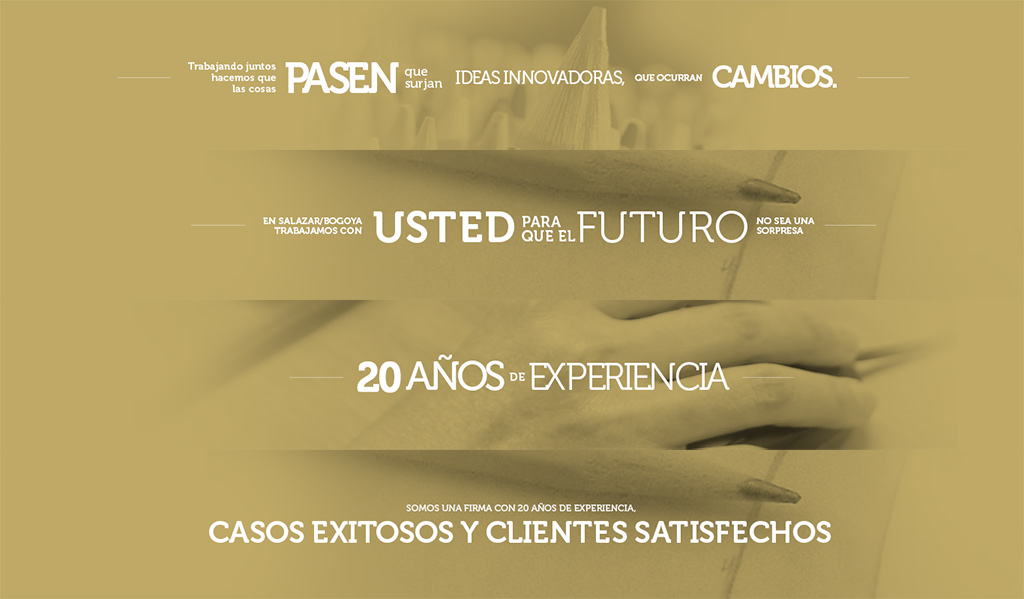 Trabajando juntos
hacemos que
las cosas
PASEN
que
surjan
IDEAS INNOVADORAS,
QUE OCURRAN
CAMBIOS.
EN SALAZAR/BOGOYA
TRABAJAMOS CON
USTED
PARA
QUE EL
FUTURO
NO SEA UNA
SORPRESA
20 AÑOS DE EXPERIENCIA
SOMOS UNA FIRMA CON 20 AÑOS DE EXPERIENCIA,
CASOS EXITOSOS Y CLIENTES SATISFECHOS